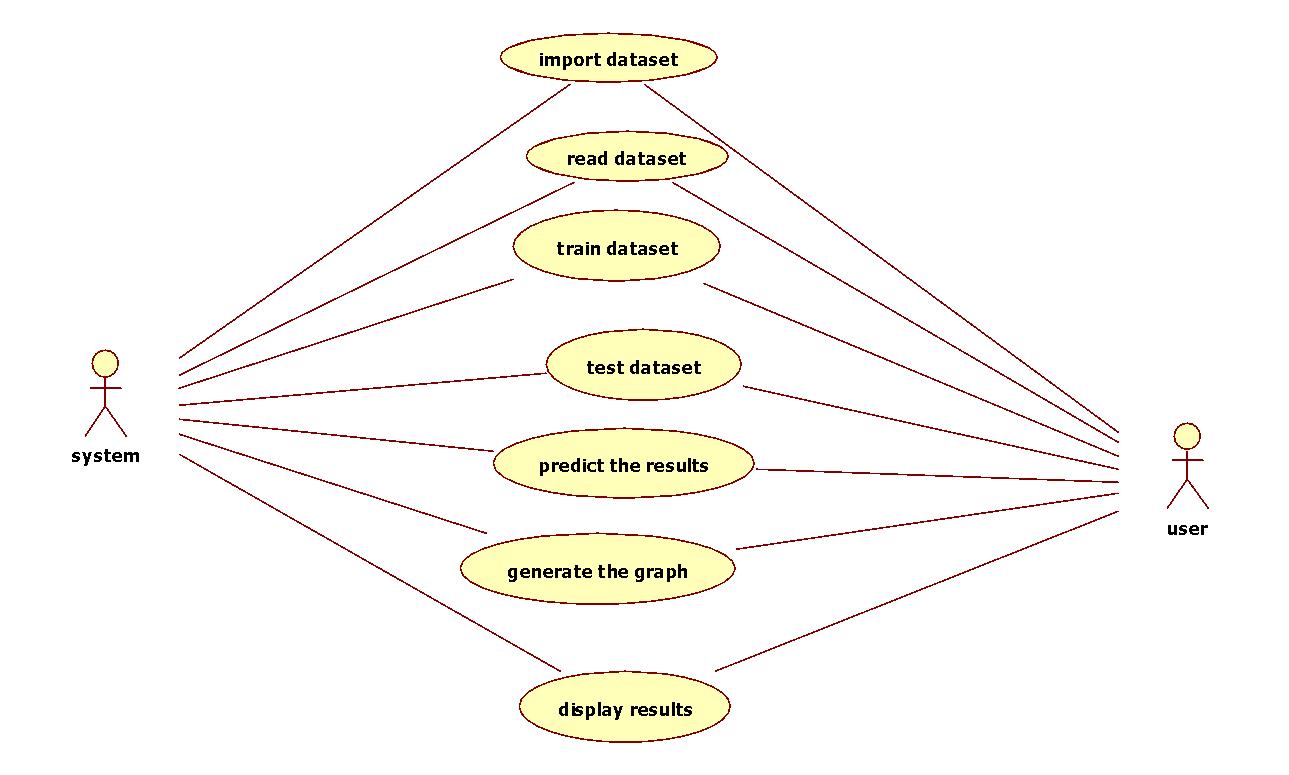 import dataset
read dataset
train dataset
test dataset
system
predict the results
user
generate the graph
display results